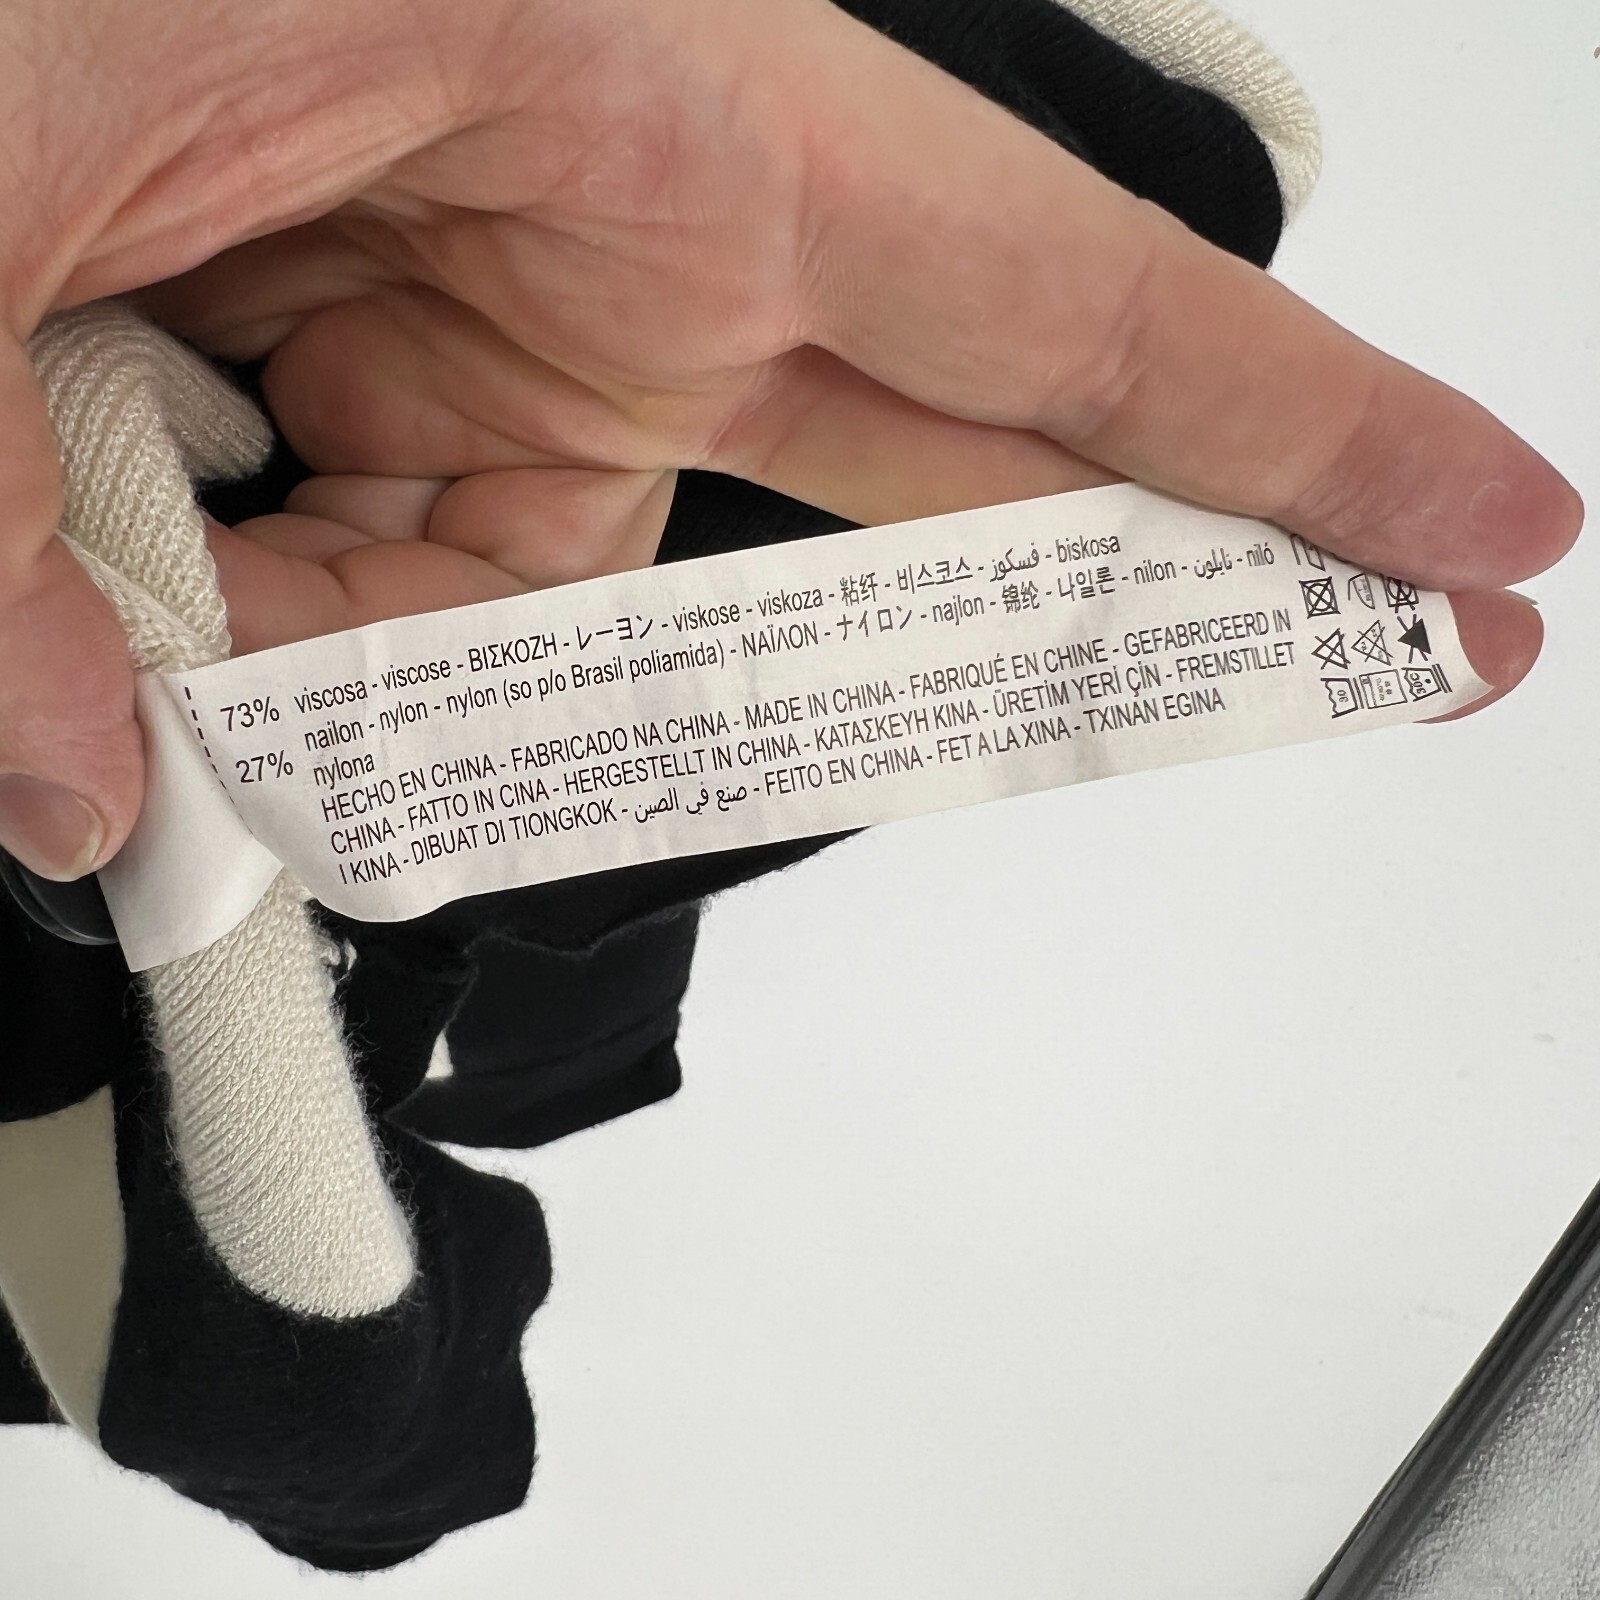 73% viscosa - viscose - ΒΙΣΚΟΖΗ - レーヨン - viskose - viskoza - 粘纤 - 비스코스 - فسكوز - biskosa
27% nailon - nylon - nylon (so p/o Brasil poliamida) - ΝΑΪΛΟΝ - ナイロン - najlon - 锦纶 - 나일론 - nilon - نايلون - niló
nylona
HECHO EN CHINA - FABRICADO NA CHINA - MADE IN CHINA - FABRIQUÉ EN CHINE - GEFABRICEERD IN
CHINA - FATTO IN CINA - HERGESTELLT IN CHINA - ΚΑΤΑΣΚΕΥΗ ΚΙΝΑ - ÜRETİM YERİ ÇİN - FREMSTILLET
I KINA - DIBUAT DI TIONGKOK - صنع في الصين - FEITO EN CHINA - FET A LA XINA - TXINAN EGINA